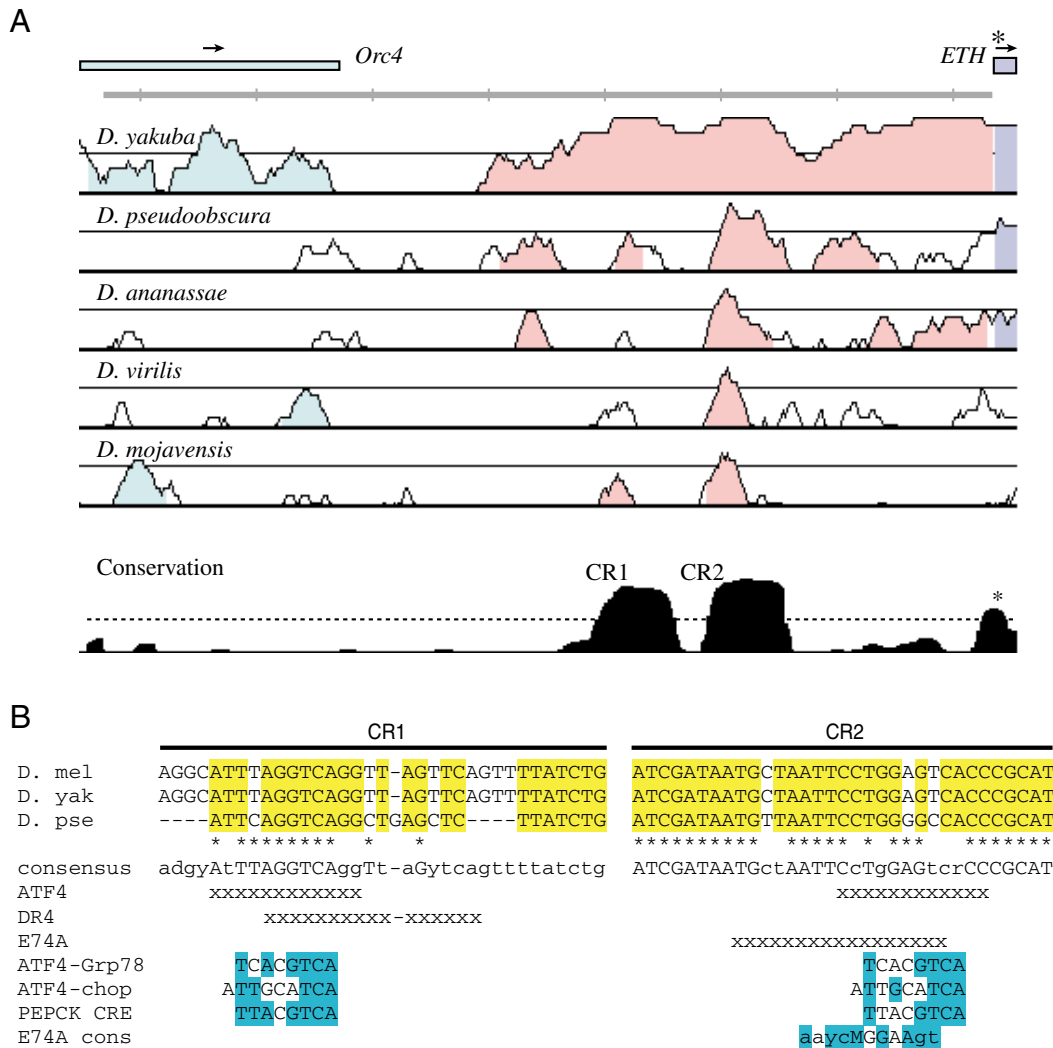 A
Orc4
ETH
*
D. yakuba
D. pseudoobscura
D. ananassae
D. virilis
D. mojavensis
Conservation
CR1
CR2
*
B
CR1 CR2
D. mel AGGCATTTAGGTCAGGTT-AGTTCAGTTTTATCTG ATCGATAATGCTAATTCCTGGAGTCACCCGCAT
D. yak AGGCATTTAGGTCAGGTT-AGTTCAGTTTTATCTG ATCGATAATGCTAATTCCTGGAGTCACCCGCAT
D. pse ----ATTCAGGTCAGGCTGAGCTC----TTATCTG ATCGATAATGTTAATTCCTGGGGCCACCCGCAT
* ******** * * ********** ***** * *** *******
consensus adgyAtTTAGGTCAggTt-aGytcagttttatctg ATCGATAATGctAATTCcTgGAGtcrCCCGCAT
ATF4 xxxxxxxxxxxx xxxxxxxxxxxx
DR4 xxxxxxxxxx-xxxxxx
E74A xxxxxxxxxxxxxxxxx
ATF4-Grp78 TCACGTCA TCACGTCA
ATF4-chop ATTGCATCA ATTGCATCA
PEPCK CRE TTACGTCA TTACGTCA
E74A cons aaycMGGAAgt